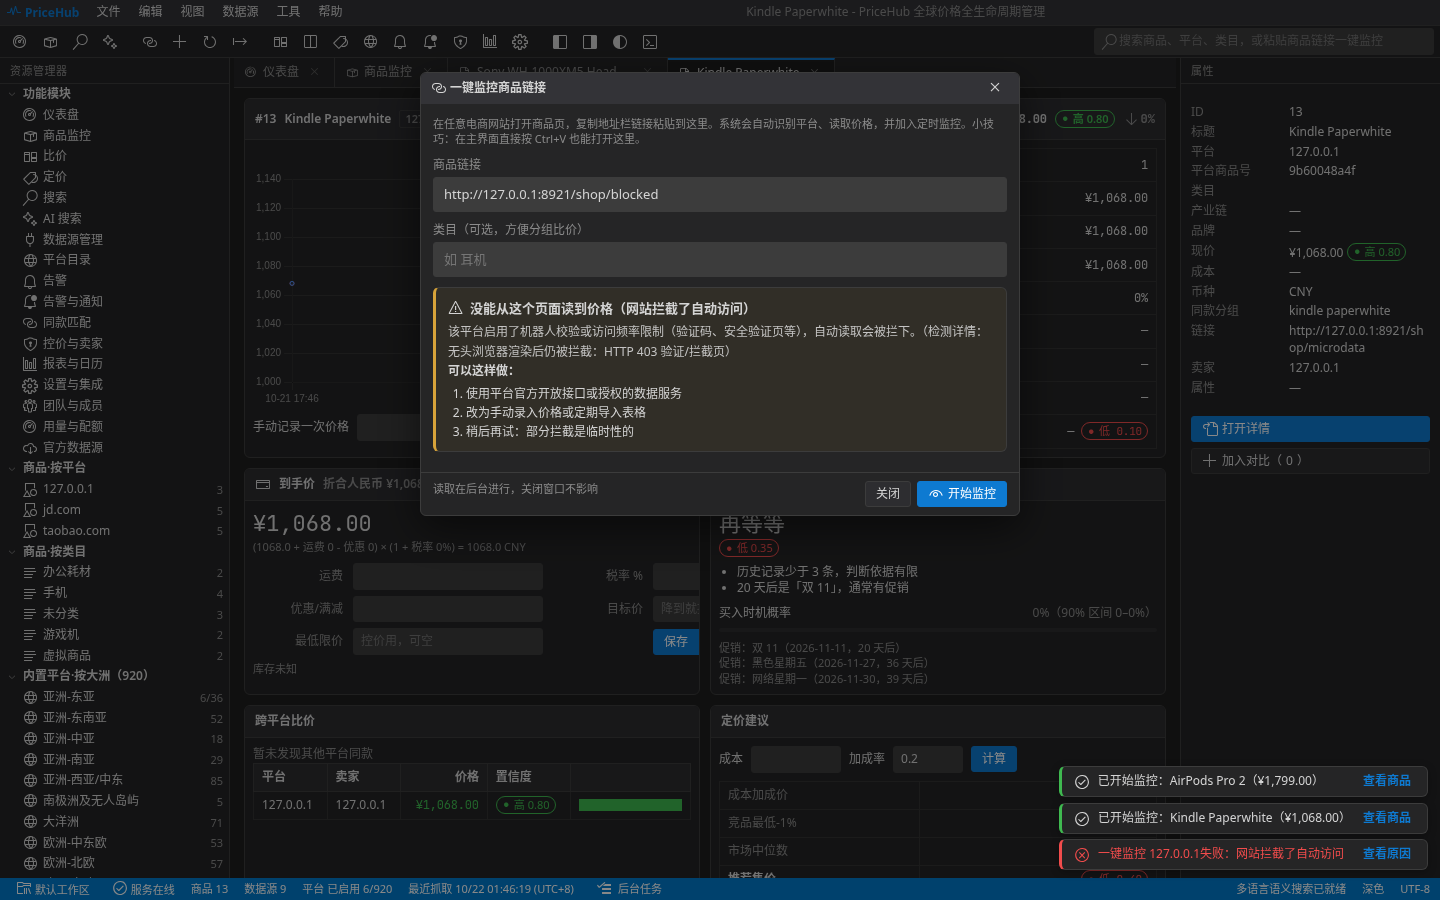 PriceHub 文件 编辑 视图 数据源 工具 帮助 Kindle Paperwhite - PriceHub 全球价格全生命周期管理
搜索商品、平台、类目，或粘贴商品链接一键监控
资源管理器
功能模块
仪表盘
商品监控
比价
定价
搜索
AI 搜索
数据源管理
平台目录
告警
告警与通知
同款匹配
控价与卖家
报表与日历
设置与集成
团队与成员
用量与配额
官方数据源
商品·按平台
127.0.0.1 3
jd.com 5
taobao.com 5
商品·按类目
办公耗材 2
手机 4
未分类 3
游戏机 2
虚拟商品 2
内置平台·按大洲（920）
亚洲-东亚 6/36
亚洲-东南亚 52
亚洲-中亚 18
亚洲-南亚 29
亚洲-西亚/中东 85
南极洲及无人岛屿 5
大洋洲 71
欧洲-中东欧 53
欧洲-北欧 57
仪表盘 商品监控 Sony WH-1000XM5 Head Kindle Paperwhite
#13 Kindle Paperwhite 127 8.00 高 0.80 0%
1,140
1,120
1,100
1,080
1,060
1,040
1,020
1,000
10-21 17:46
手动记录一次价格
1
¥1,068.00
¥1,068.00
¥1,068.00
0%
—
—
—
— 低 0.10
一键监控商品链接
在任意电商网站打开商品页，复制地址栏链接粘贴到这里。系统会自动识别平台、读取价格，并加入定时监控。小技
巧：在主界面直接按 Ctrl+V 也能打开这里。
商品链接
http://127.0.0.1:8921/shop/blocked
类目（可选，方便分组比价）
如 耳机
没能从这个页面读到价格（网站拦截了自动访问）
该平台启用了机器人校验或访问频率限制（验证码、安全验证页等），自动读取会被拦下。（检测详情：
无头浏览器渲染后仍被拦截：HTTP 403 验证/拦截页）
可以这样做：
1. 使用平台官方开放接口或授权的数据服务
2. 改为手动录入价格或定期导入表格
3. 稍后再试：部分拦截是临时性的
读取在后台进行，关闭窗口不影响
关闭 开始监控
到手价 折合人民币 ¥1,068
¥1,068.00
(1068.0 + 运费 0 - 优惠 0) × (1 + 税率 0%) = 1068.0 CNY
运费 税率 %
优惠/满减 目标价 降到就
最低限价 控价用，可空 保存
库存未知
再等等
低 0.35
历史记录少于 3 条，判断依据有限
20 天后是「双 11」，通常有促销
买入时机概率 0%（90% 区间 0–0%）
促销：双 11（2026-11-11，20 天后）
促销：黑色星期五（2026-11-27，36 天后）
促销：网络星期一（2026-11-30，39 天后）
跨平台比价
暂未发现其他平台同款
平台 卖家 价格 置信度
127.0.0.1 127.0.0.1 ¥1,068.00 高 0.80
定价建议
成本 加成率 0.2 计算
成本加成价
竞品最低-1%
市场中位数
推荐售价
属性
ID 13
标题 Kindle Paperwhite
平台 127.0.0.1
平台商品号 9b60048a4f
类目
产业链 —
品牌 —
现价 ¥1,068.00 高 0.80
成本 —
币种 CNY
同款分组 kindle paperwhite
链接 http://127.0.0.1:8921/sh
op/microdata
卖家 127.0.0.1
属性 —
打开详情
加入对比（ 0 ）
已开始监控：AirPods Pro 2（¥1,799.00） 查看商品
已开始监控：Kindle Paperwhite（¥1,068.00） 查看商品
一键监控 127.0.0.1失败：网站拦截了自动访问 查看原因
默认工作区 服务在线 商品 13 数据源 9 平台 已启用 6/920 最近抓取 10/22 01:46:19 (UTC+8) 后台任务 多语言语义搜索已就绪 深色 UTF-8